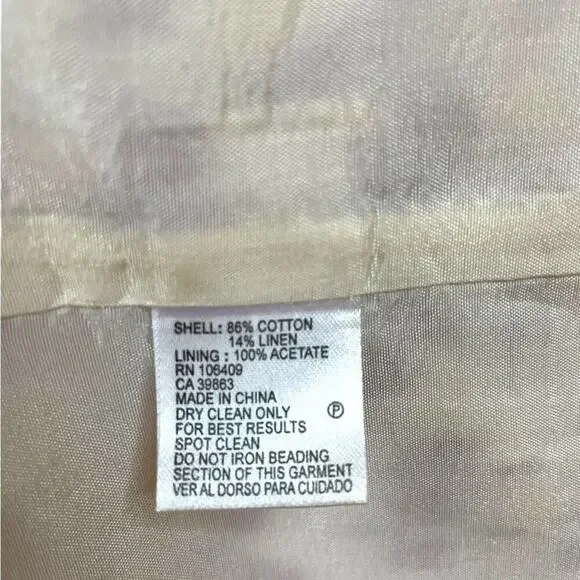 SHELL: 86% COTTON
14% LINEN
LINING : 100% ACETATE
RN 106409
CA 39863
MADE IN CHINA
DRY CLEAN ONLY Ⓟ
FOR BEST RESULTS
SPOT CLEAN
DO NOT IRON BEADING
SECTION OF THIS GARMENT
VER AL DORSO PARA CUIDADO